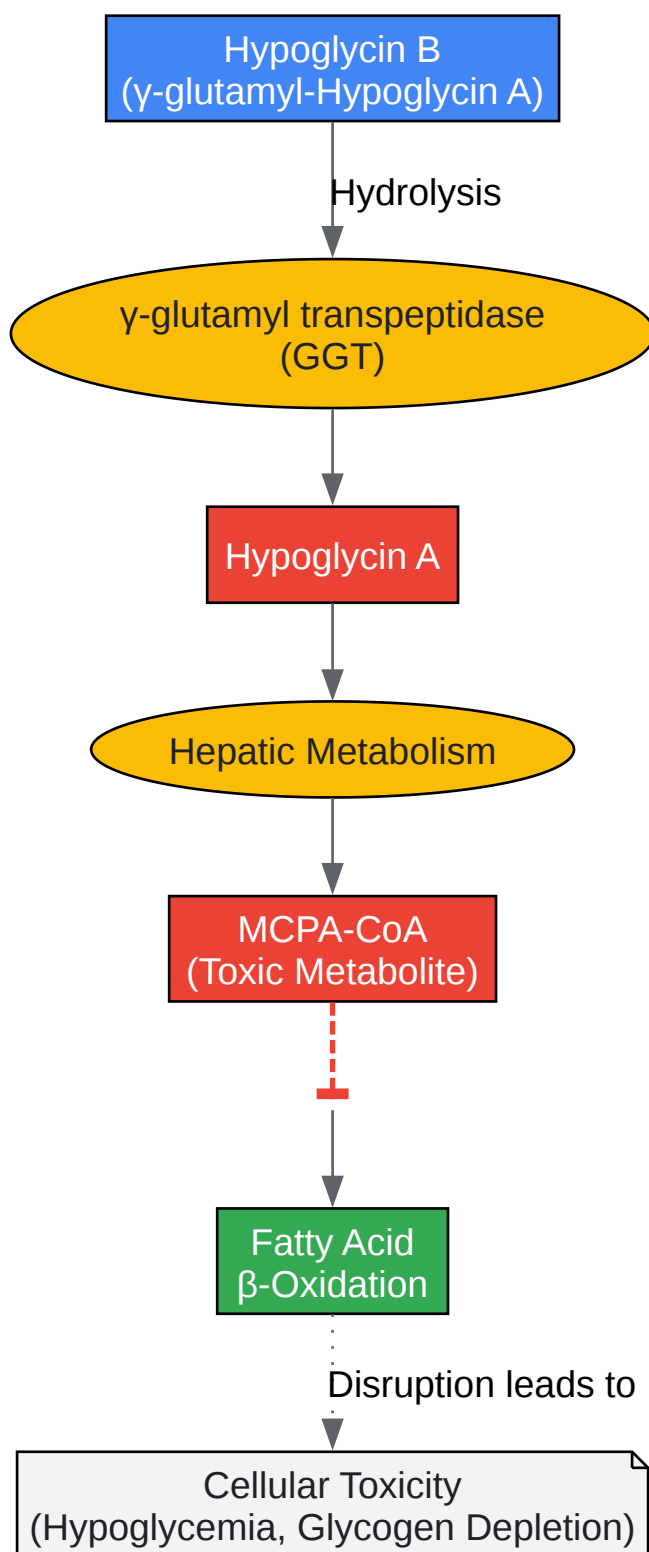 Hypoglycin B
(γ-glutamyl-Hypoglycin A)
Hydrolysis
γ-glutamyl transpeptidase
(GGT)
Hypoglycin A
Hepatic Metabolism
MCPA-CoA
(Toxic Metabolite)
Fatty Acid
β-Oxidation
Disruption leads to
Cellular Toxicity
(Hypoglycemia, Glycogen Depletion)